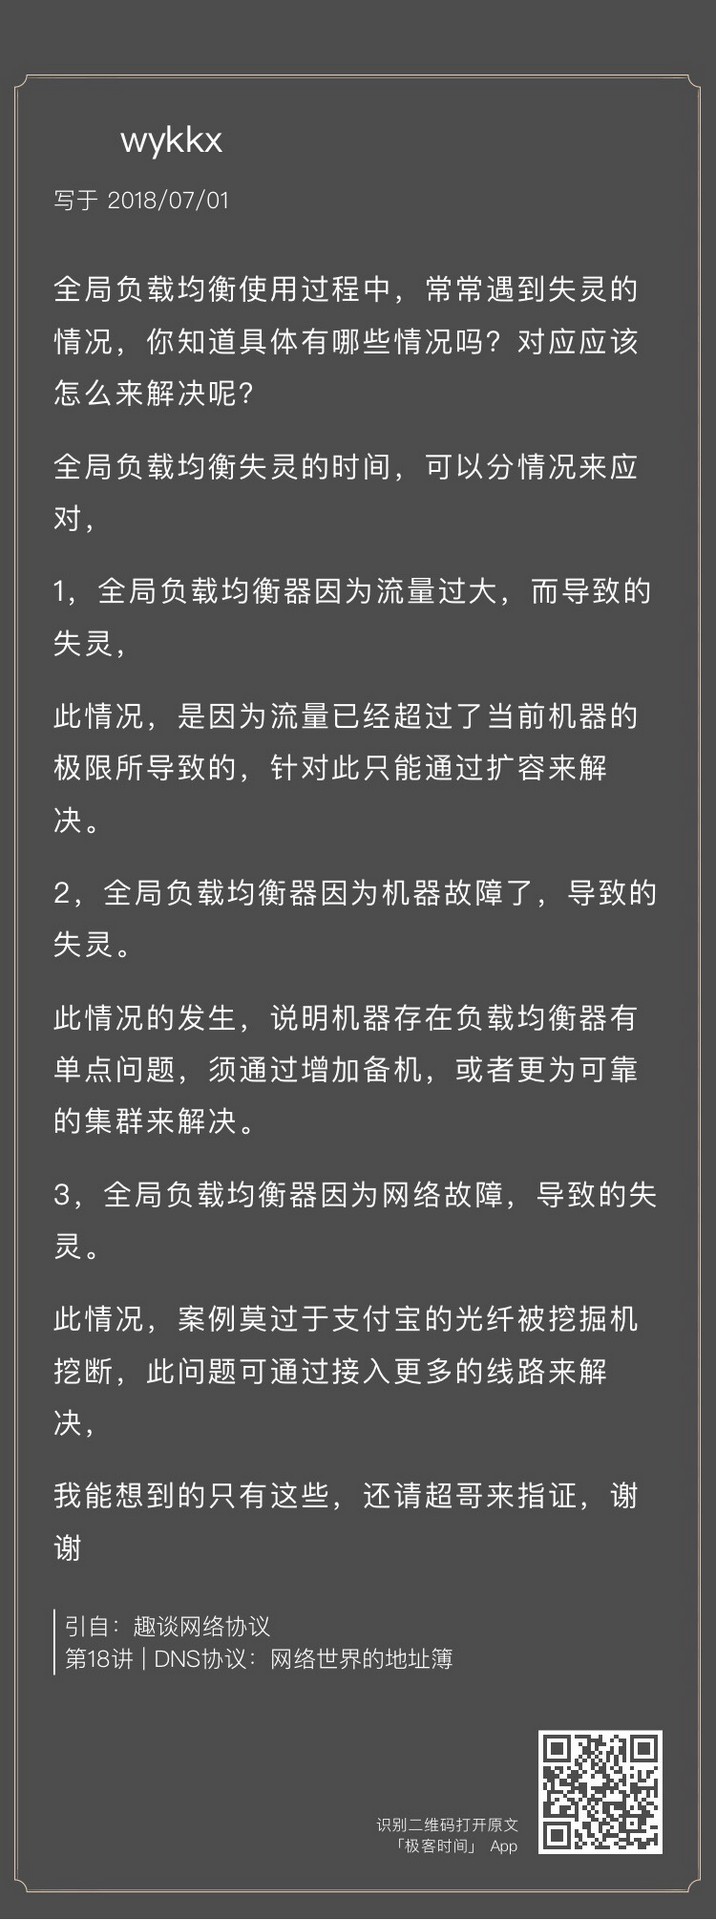 wykkx
写于 2018/07/01
全局负载均衡使用过程中，常常遇到失灵的
情况，你知道具体有哪些情况吗？对应应该
怎么来解决呢？
全局负载均衡失灵的时间，可以分情况来应
对，
1，全局负载均衡器因为流量过大，而导致的
失灵，
此情况，是因为流量已经超过了当前机器的
极限所导致的，针对此只能通过扩容来解
决。
2，全局负载均衡器因为机器故障了，导致的
失灵。
此情况的发生，说明机器存在负载均衡器有
单点问题，须通过增加备机，或者更为可靠
的集群来解决。
3，全局负载均衡器因为网络故障，导致的失
灵。
此情况，案例莫过于支付宝的光纤被挖掘机
挖断，此问题可通过接入更多的线路来解
决，
我能想到的只有这些，还请超哥来指证，谢
谢
引自：趣谈网络协议
第18讲 | DNS协议：网络世界的地址簿
识别二维码打开原文
「极客时间」 App